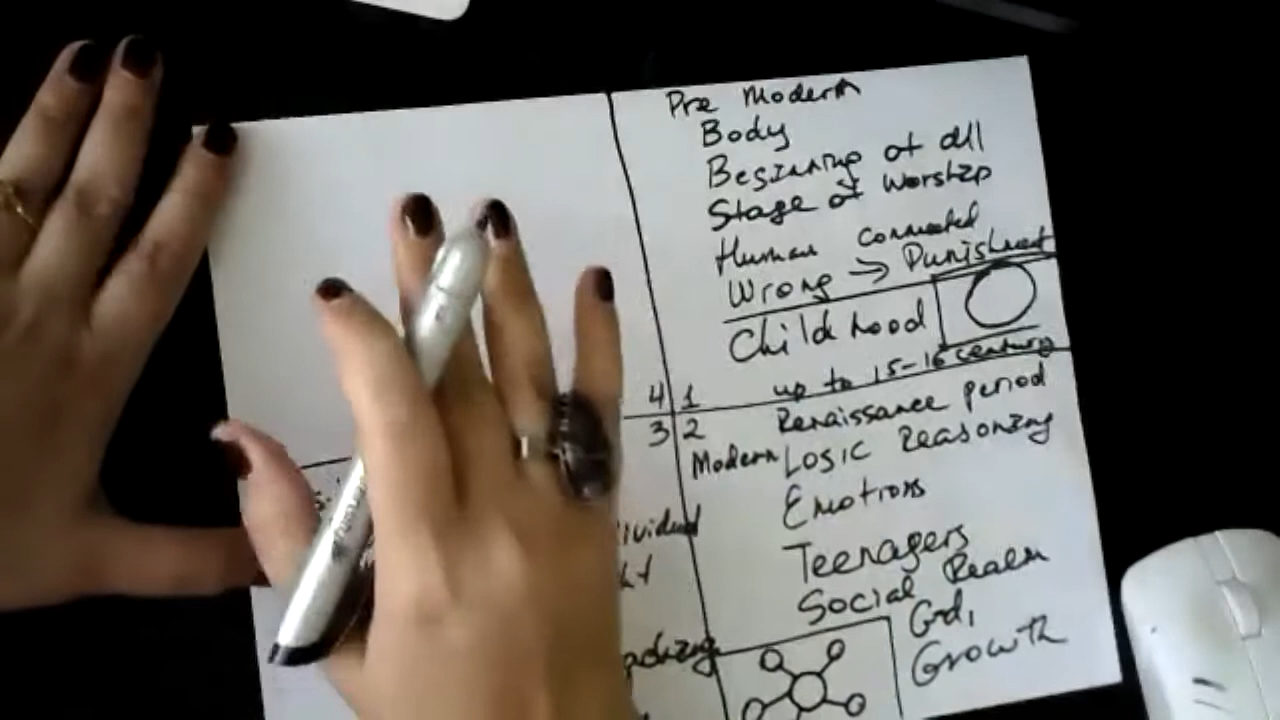 Pre Modern
Body
Beginning of all
Stage of worship
Human connected
Wrong → Punishment
Childhood
up to 15-16 century
4 1
3 2
Renaissance period
Modern Logic Reasoning
Emotions
Teenagers
Social Realm
God,
Growth
ividual